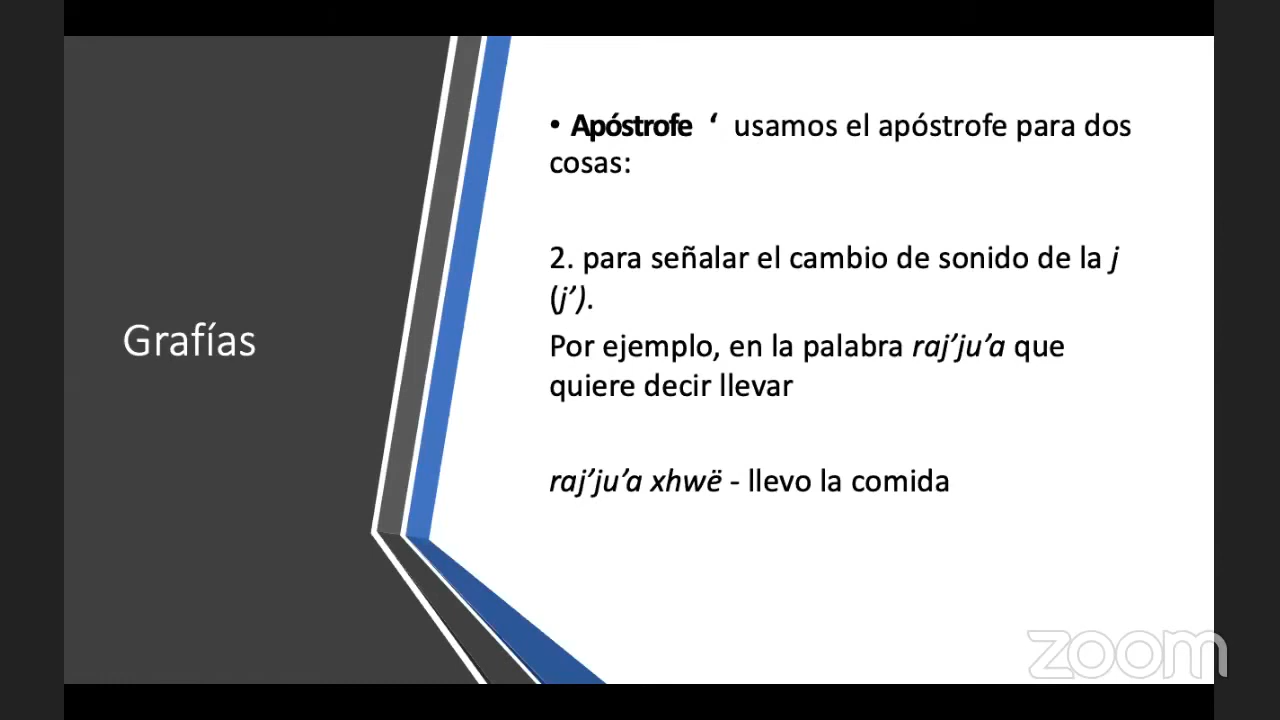 Grafías
• Apóstrofe ‘ usamos el apóstrofe para dos
cosas:
2. para señalar el cambio de sonido de la j
(j’).
Por ejemplo, en la palabra raj’ju’a que
quiere decir llevar
raj’ju’a xhwë - llevo la comida
zoom